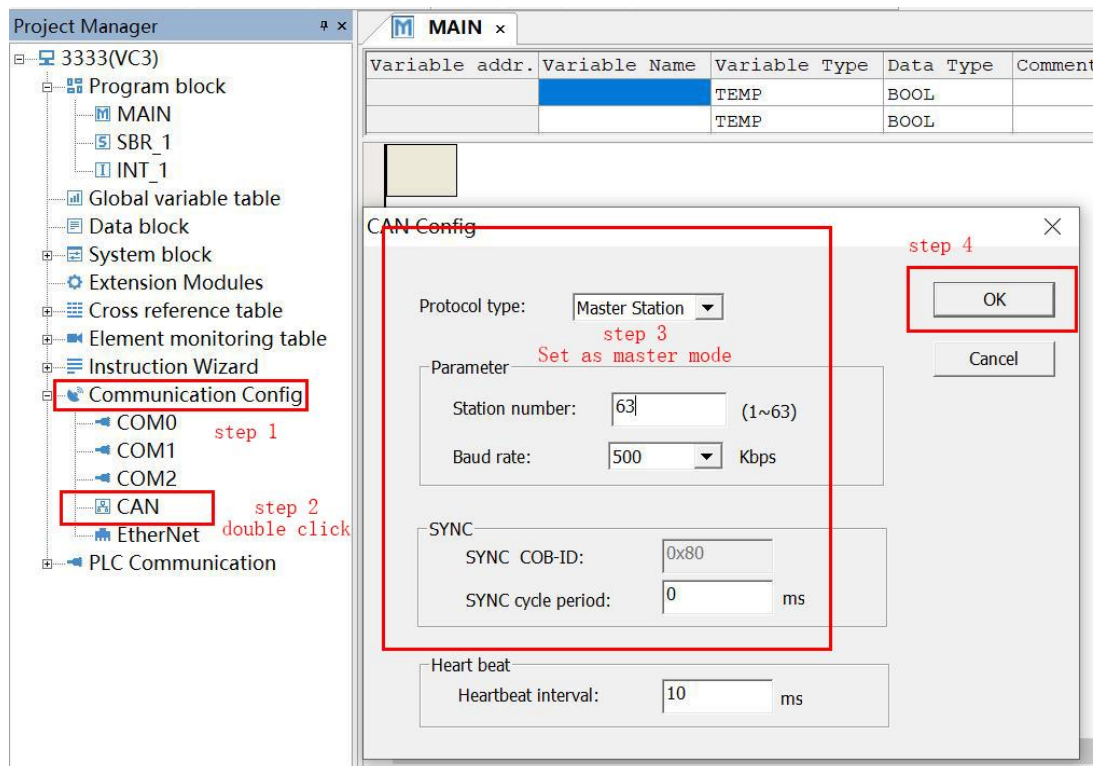 Project Manager
MAIN
3333(VC3)
Program block
MAIN
SBR_1
INT_1
Global variable table
Data block
System block
Extension Modules
Cross reference table
Element monitoring table
Instruction Wizard
Communication Config
COM0
step 1
COM1
COM2
CAN
step 2
double click
EtherNet
PLC Communication
Variable addr. Variable Name Variable Type Data Type Comment
TEMP BOOL
TEMP BOOL
CAN Config
step 4
Protocol type: Master Station
OK
step 3
Set as master mode
Cancel
Parameter
Station number: 63 (1~63)
Baud rate: 500 Kbps
SYNC
SYNC COB-ID: 0x80
SYNC cycle period: 0 ms
Heart beat
Heartbeat interval: 10 ms